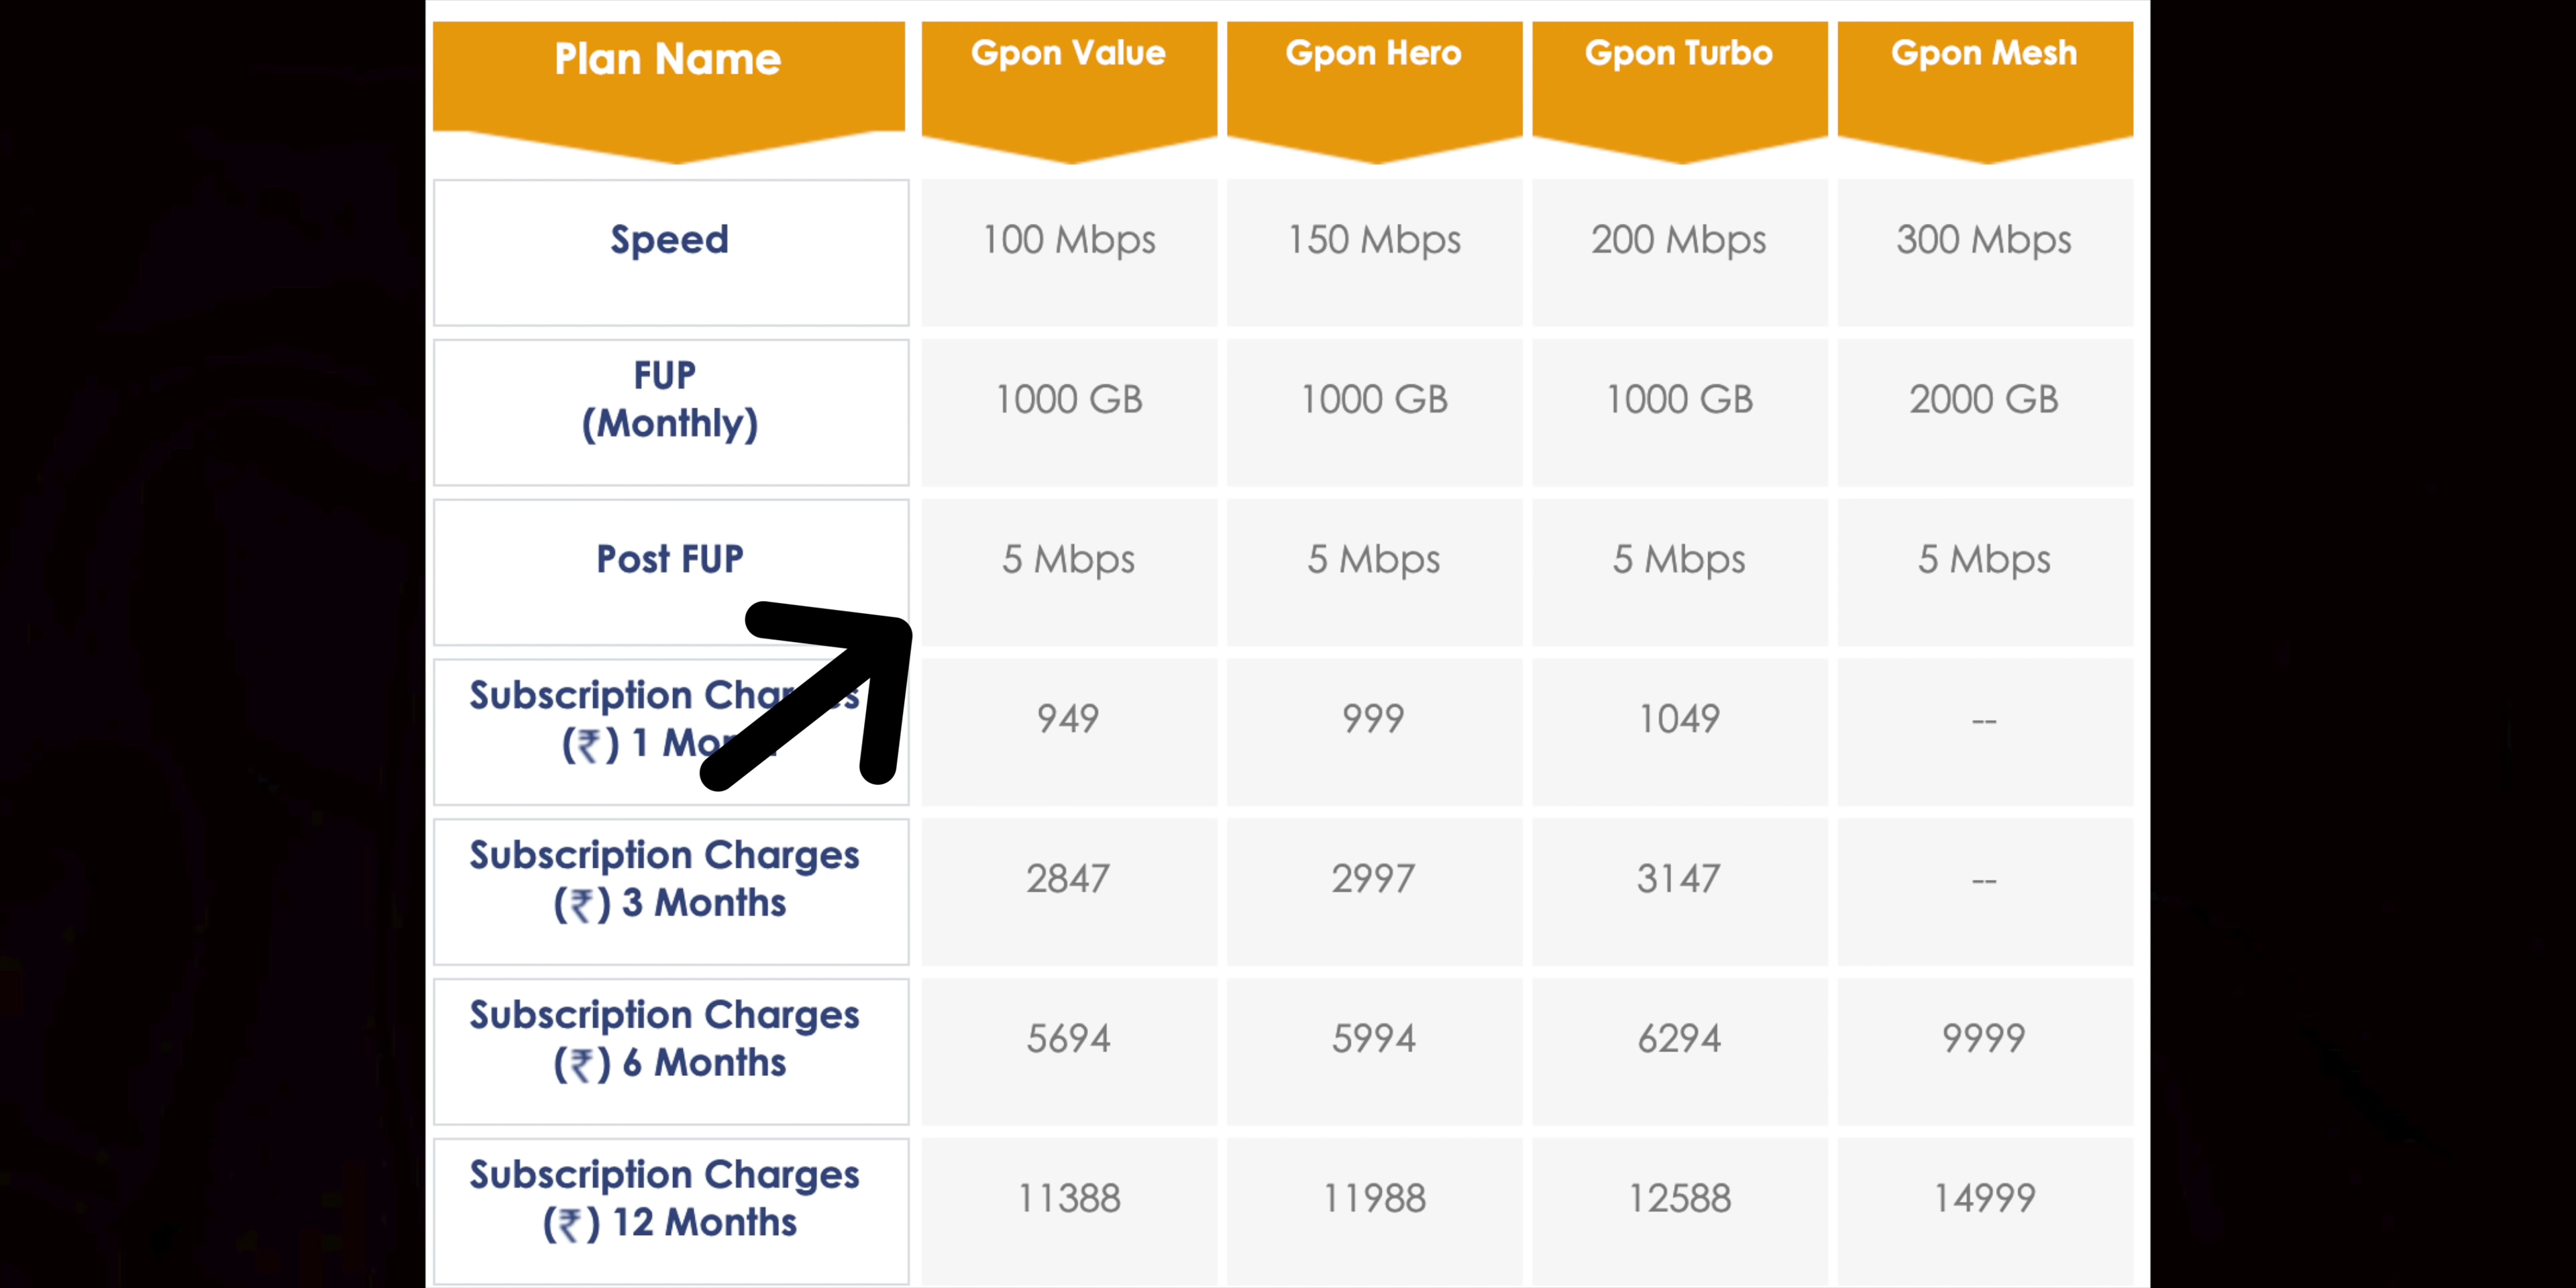 Plan Name Gpon Value Gpon Hero Gpon Turbo Gpon Mesh
Speed 100 Mbps 150 Mbps 200 Mbps 300 Mbps
FUP
(Monthly) 1000 GB 1000 GB 1000 GB 2000 GB
Post FUP 5 Mbps 5 Mbps 5 Mbps 5 Mbps
Subscription Charges
(₹) 1 Month 949 999 1049 --
Subscription Charges
(₹) 3 Months 2847 2997 3147 --
Subscription Charges
(₹) 6 Months 5694 5994 6294 9999
Subscription Charges
(₹) 12 Months 11388 11988 12588 14999